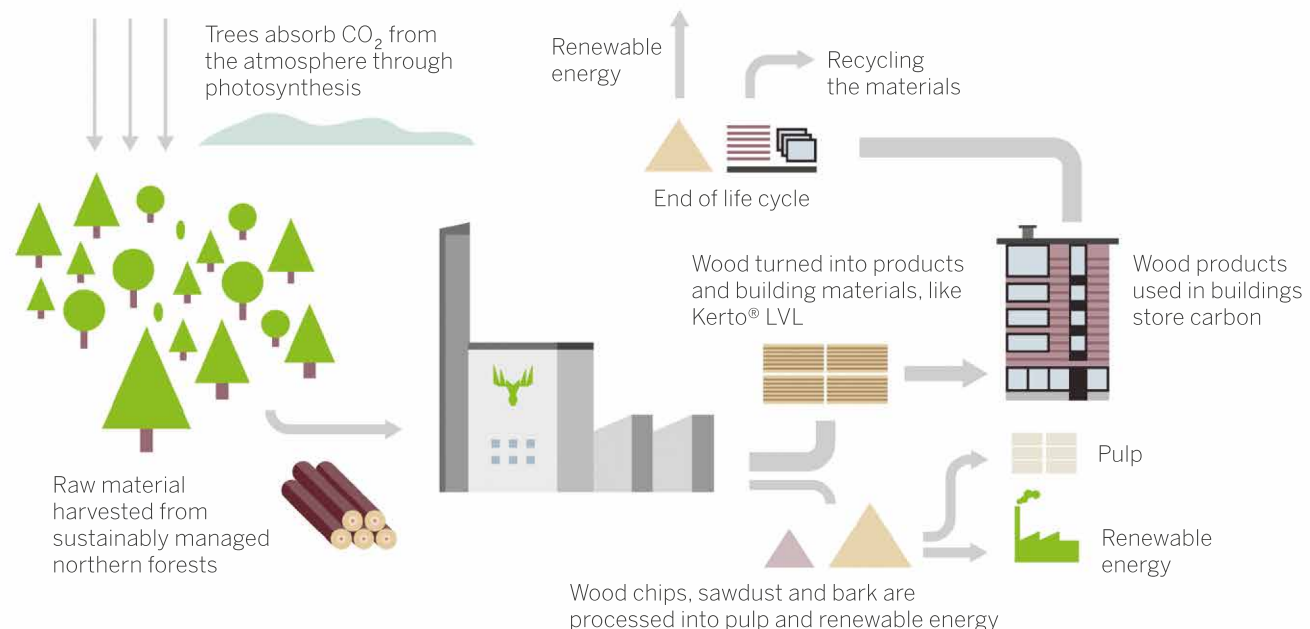 Trees absorb CO₂ from
the atmosphere through
photosynthesis
Renewable
energy
Recycling
the materials
End of life cycle
Wood turned into products
and building materials, like
Kerto® LVL
Wood products
used in buildings
store carbon
Raw material
harvested from
sustainably managed
northern forests
Pulp
Renewable
energy
Wood chips, sawdust and bark are
processed into pulp and renewable energy